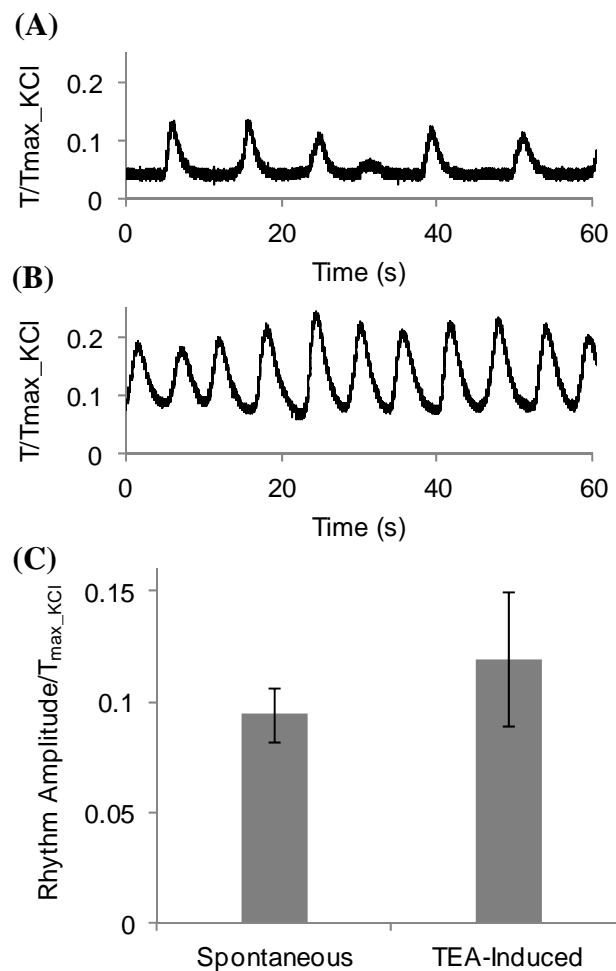 (A)
T/Tmax_KCl
0.2
0.1
0
0
20
40
60
Time (s)
(B)
T/Tmax_KCl
0.2
0.1
0
0
20
40
60
Time (s)
(C)
Rhythm Amplitude/Tmax_KCl
0.15
0.1
0.05
0
Spontaneous
TEA-Induced